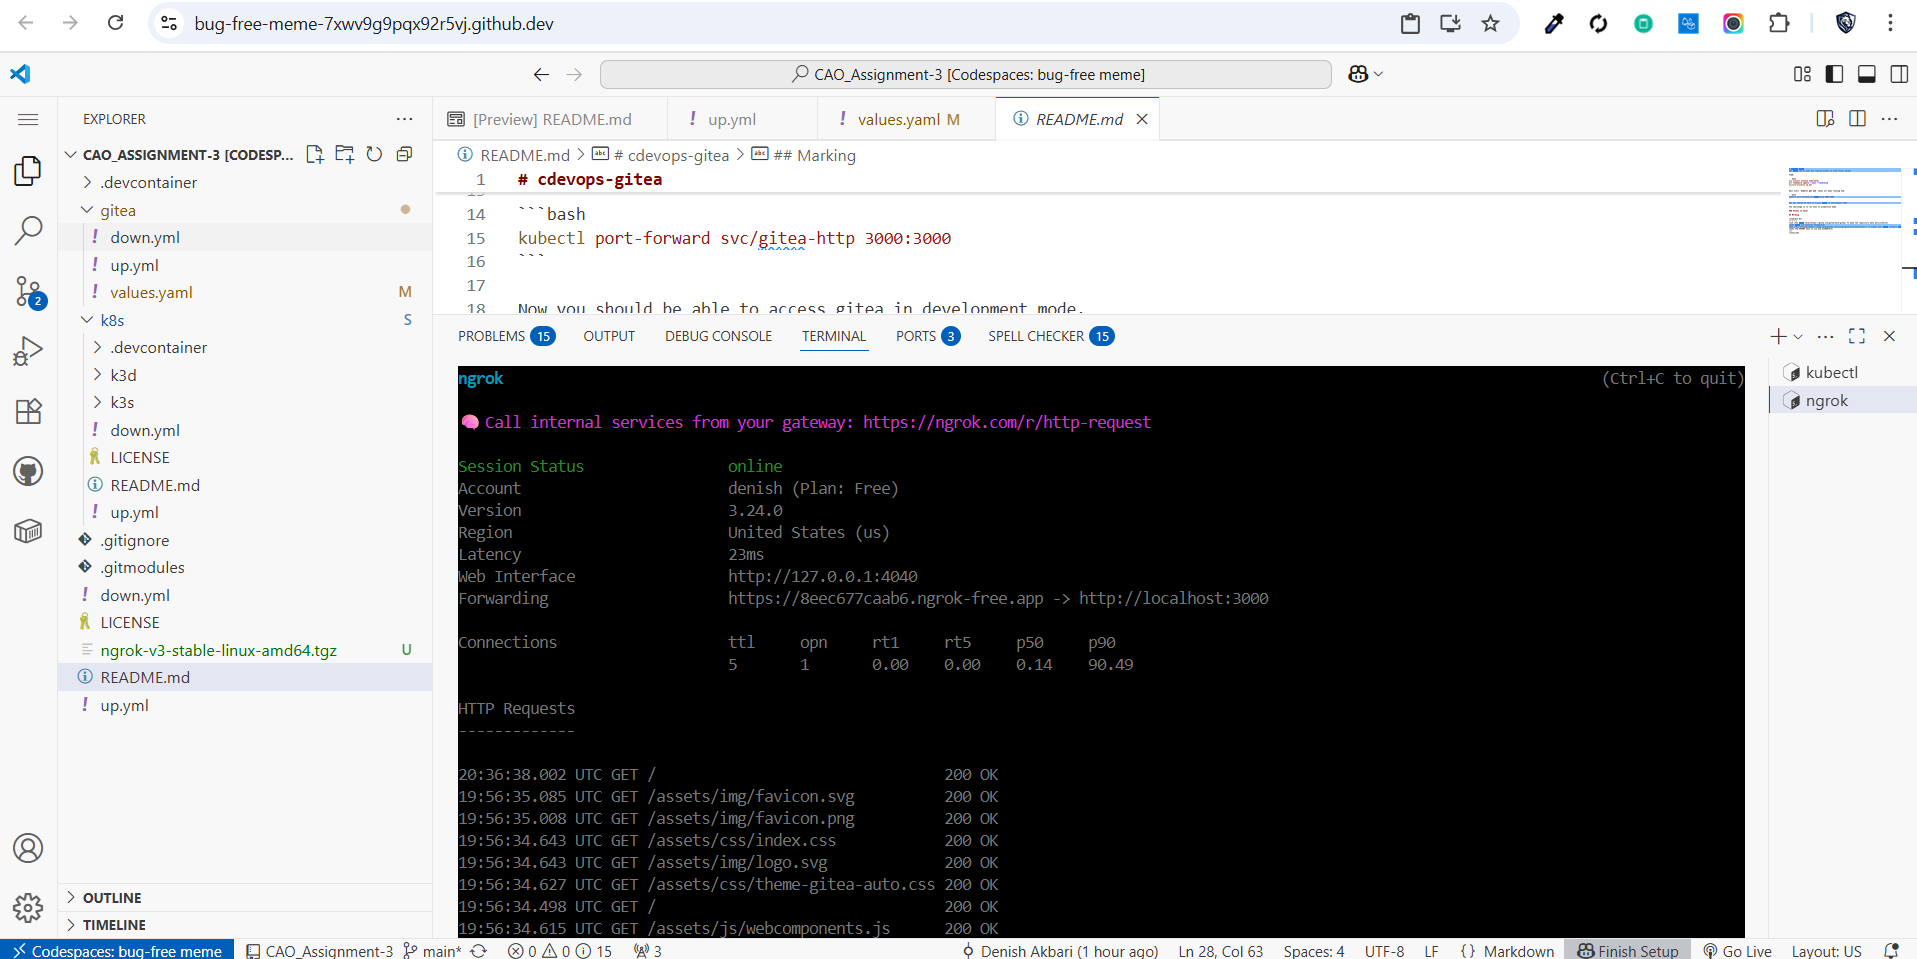 bug-free-meme-7xwv9g9pqx92r5vj.github.dev
CAO_Assignment-3 [Codespaces: bug-free meme]
EXPLORER
CAO_ASSIGNMENT-3 [CODESP...
.devcontainer
gitea
! down.yml
! up.yml
! values.yaml M
k8s S
.devcontainer
k3d
k3s
! down.yml
LICENSE
README.md
! up.yml
.gitignore
.gitmodules
! down.yml
LICENSE
ngrok-v3-stable-linux-amd64.tgz U
README.md
! up.yml
OUTLINE
TIMELINE
2
[Preview] README.md
! up.yml
! values.yaml M
README.md
README.md > # cdevops-gitea > ## Marking
1 # cdevops-gitea
14 ```bash
15 kubectl port-forward svc/gitea-http 3000:3000
16 ```
17
18 Now you should be able to access gitea in development mode.
PROBLEMS 15 OUTPUT DEBUG CONSOLE TERMINAL PORTS 3 SPELL CHECKER 15
ngrok (Ctrl+C to quit)
Call internal services from your gateway: https://ngrok.com/r/http-request
Session Status online
Account denish (Plan: Free)
Version 3.24.0
Region United States (us)
Latency 23ms
Web Interface http://127.0.0.1:4040
Forwarding https://8eec677caab6.ngrok-free.app -> http://localhost:3000
Connections ttl opn rt1 rt5 p50 p90
5 1 0.00 0.00 0.14 90.49
HTTP Requests
-------------
20:36:38.002 UTC GET / 200 OK
19:56:35.085 UTC GET /assets/img/favicon.svg 200 OK
19:56:35.008 UTC GET /assets/img/favicon.png 200 OK
19:56:34.643 UTC GET /assets/css/index.css 200 OK
19:56:34.643 UTC GET /assets/img/logo.svg 200 OK
19:56:34.627 UTC GET /assets/css/theme-gitea-auto.css 200 OK
19:56:34.498 UTC GET / 200 OK
19:56:34.615 UTC GET /assets/js/webcomponents.js 200 OK
kubectl
ngrok
Codespaces: bug-free meme CAO_Assignment-3 main* 0 0 15 3 Denish Akbari (1 hour ago) Ln 28, Col 63 Spaces: 4 UTF-8 LF {} Markdown Finish Setup Go Live Layout: US